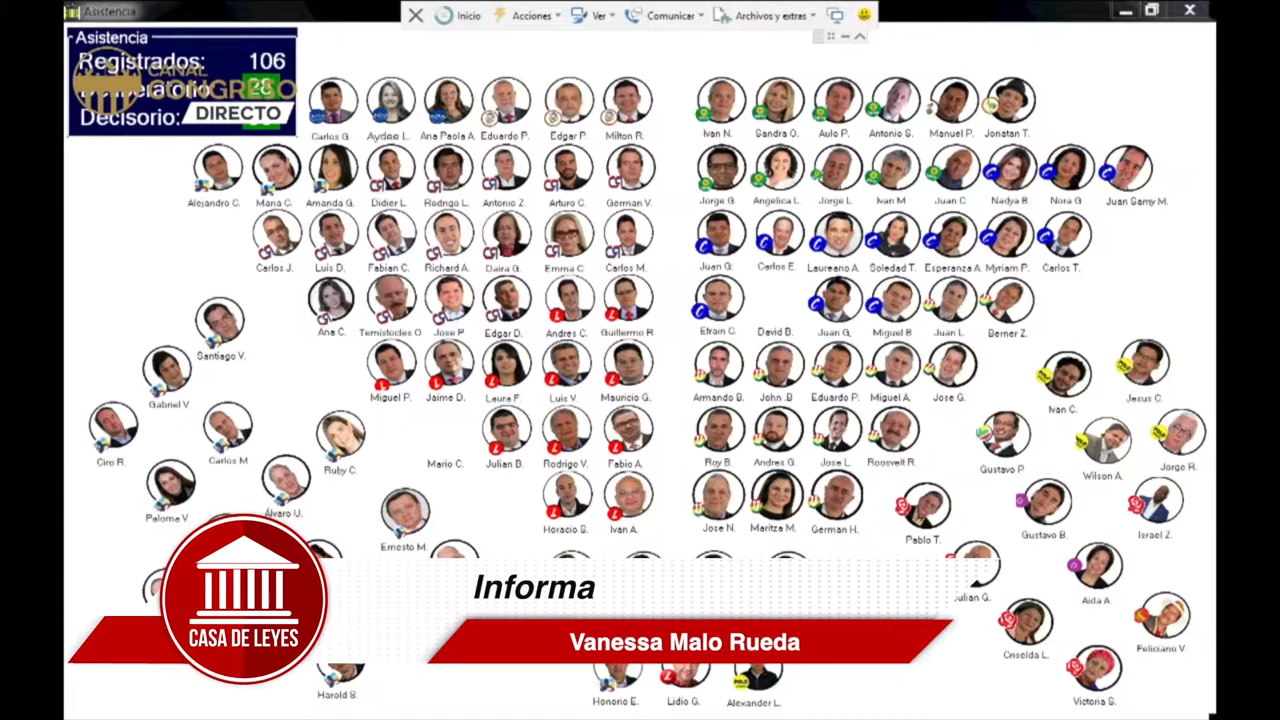 Asistencia
Inicio Acciones Ver Comunicar Archivos y extras
Asistencia
Registrados: 106
28
Decisorio:
CANAL
CONGRESO
DIRECTO
Carlos G. Aydee L. Ana Paola A. Eduardo P. Edgar P. Milton R. Ivan N. Sandra O. Aulo P. Antonio S. Manuel P. Jonatan T.
Alejandro C. Maria C. Amanda G. Didier L. Rodrigo L. Antonio Z. Arturo C. German V. Jorge G. Angelica L. Jorge L. Ivan M Juan C Nadya B Nora G Juan Samy M.
Carlos J. Luis D. Fabian C. Richard A. Daira G. Emma C. Carlos M. Juan G. Carlos E. Laureano A. Soledad T. Esperanza A. Myriam P. Carlos T.
Ana C. Temistocles O Jose P Edgar D. Andres C. Guillermo R Efrain C. David B. Juan G. Miguel B Juan L Berner Z.
Santiago V.
Gabriel V. Miguel P. Jaime D. Laura F. Luis V. Mauricio G. Armando B. John .B Eduardo P. Miguel A. Jose G. Ivan C. Jesus C.
Ciro R. Carlos M Ruby C. Mario C. Julian B. Rodrigo V. Fabio A. Roy B. Andres G. Jose L. Roosvelt R. Gustavo P Wilson A. Jorge R.
Paloma V. Álvaro U. Horacio S. Ivan A. Jose N. Maritza M. German H. Pablo T. Gustavo B. Israel Z.
Ernesto M.
Julian G. Aida A.
Informa
CASA DE LEYES
Vanessa Malo Rueda
Criselda L. Feliciano V.
Harold S. Honorio E. Lidio G. Alexander L. Victoria S.